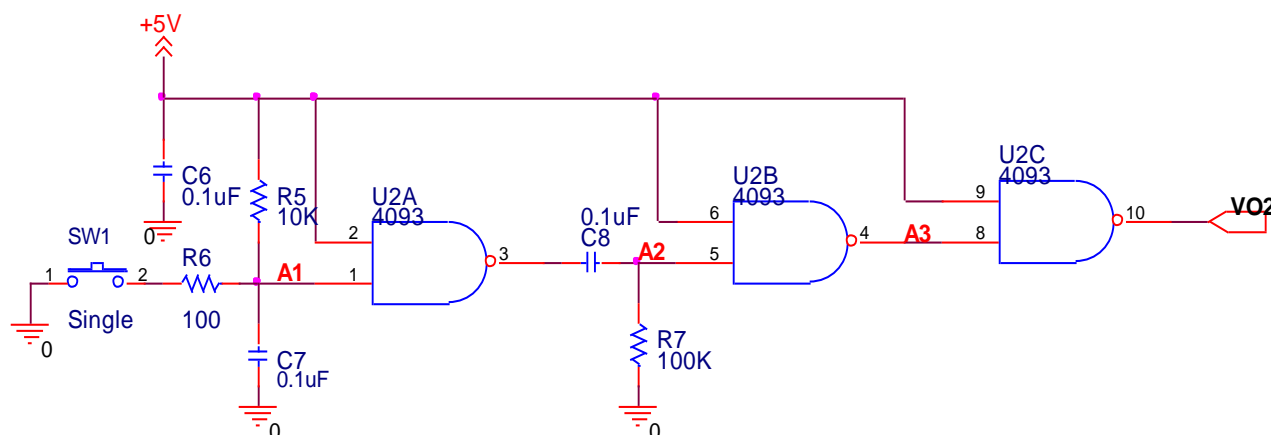 +5V
C6
0.1uF
0
R5
10K
U2A
4093
2
1
3
SW1
1
2
Single
0
R6
100
A1
C7
0.1uF
0
0.1uF
C8
A2
R7
100K
0
U2B
4093
6
5
4
A3
U2C
4093
9
8
10
VO2